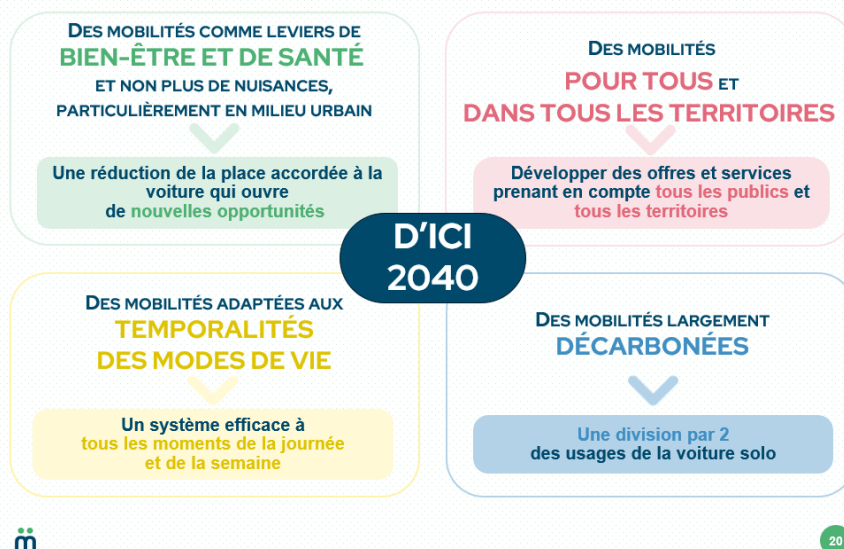 DES MOBILITÉS COMME LEVIERS DE
BIEN-ÊTRE ET DE SANTÉ
ET NON PLUS DE NUISANCES,
PARTICULIÈREMENT EN MILIEU URBAIN
Une réduction de la place accordée à la
voiture qui ouvre
de nouvelles opportunités
DES MOBILITÉS
POUR TOUS ET
DANS TOUS LES TERRITOIRES
Développer des offres et services
prenant en compte tous les publics et
tous les territoires
D'ICI
2040
DES MOBILITÉS ADAPTÉES AUX
TEMPORALITÉS
DES MODES DE VIE
Un système efficace à
tous les moments de la journée
et de la semaine
DES MOBILITÉS LARGEMENT
DÉCARBONÉES
Une division par 2
des usages de la voiture solo
m̈
20